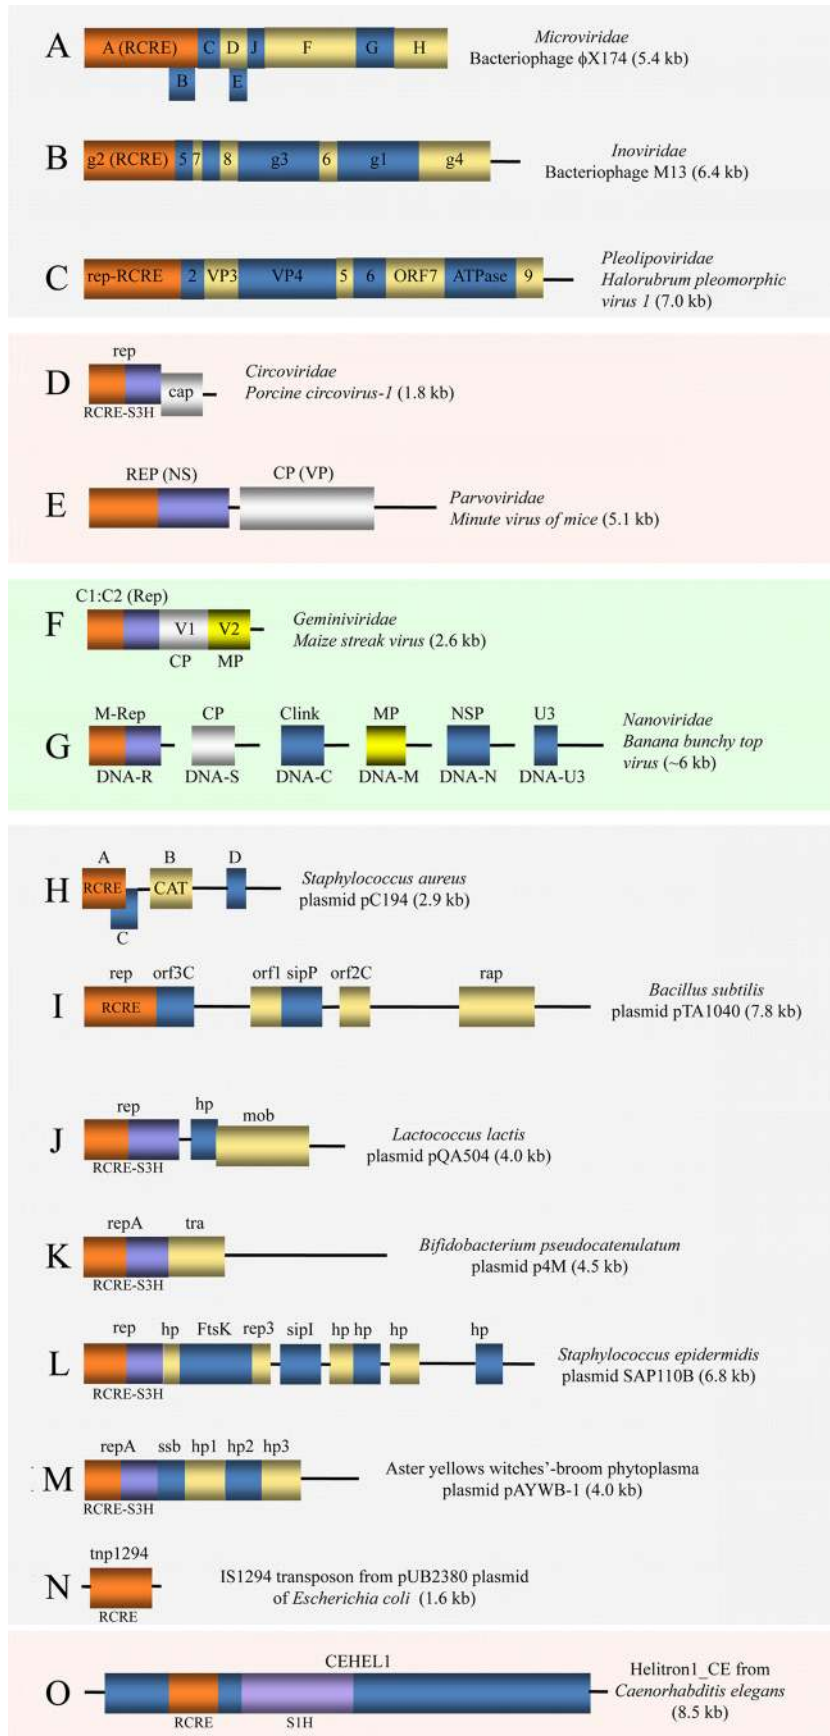 A
A (RCRE) C D J F G H
B E
Microviridae
Bacteriophage ϕX174 (5.4 kb)
B
g2 (RCRE) 5 7 8 g3 6 g1 g4
Inoviridae
Bacteriophage M13 (6.4 kb)
C
rep-RCRE 2 VP3 VP4 5 6 ORF7 ATPase 9
Pleolipoviridae
Halorubrum pleomorphic
virus 1 (7.0 kb)
D
rep
cap
RCRE-S3H
Circoviridae
Porcine circovirus-1 (1.8 kb)
E
REP (NS) CP (VP)
Parvoviridae
Minute virus of mice (5.1 kb)
F
C1:C2 (Rep)
V1 V2
CP MP
Geminiviridae
Maize streak virus (2.6 kb)
G
M-Rep CP Clink MP NSP U3
DNA-R DNA-S DNA-C DNA-M DNA-N DNA-U3
Nanoviridae
Banana bunchy top
virus (~6 kb)
H
A B D
RCRE CAT
C
Staphylococcus aureus
plasmid pC194 (2.9 kb)
I
rep orf3C orf1 sipP orf2C rap
RCRE
Bacillus subtilis
plasmid pTA1040 (7.8 kb)
J
rep hp mob
RCRE-S3H
Lactococcus lactis
plasmid pQA504 (4.0 kb)
K
repA tra
RCRE-S3H
Bifidobacterium pseudocatenulatum
plasmid p4M (4.5 kb)
L
rep hp FtsK rep3 sipI hp hp hp hp
RCRE-S3H
Staphylococcus epidermidis
plasmid SAP110B (6.8 kb)
M
repA ssb hp1 hp2 hp3
RCRE-S3H
Aster yellows witches’-broom phytoplasma
plasmid pAYWB-1 (4.0 kb)
N
tnp1294
RCRE
IS1294 transposon from pUB2380 plasmid
of Escherichia coli (1.6 kb)
O
CEHEL1
RCRE S1H
Helitron1_CE from
Caenorhabditis elegans
(8.5 kb)